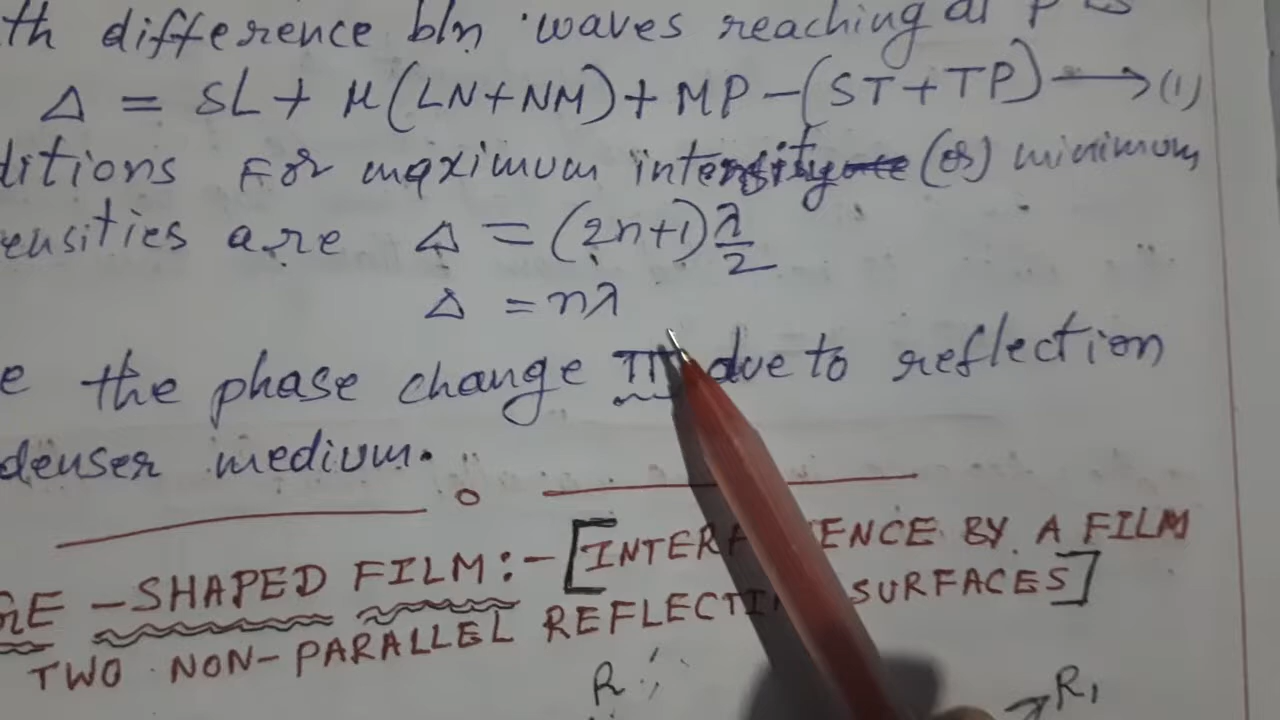 th difference b/n waves reaching at P is
Δ = SL + μ(LN+NM) + MP - (ST+TP) → (1)
ditions For maximum intensity (or) minimum
ensities are Δ = (2n+1) λ/2
Δ = nλ
e the phase change π due to reflection
denser medium.
GE - SHAPED FILM:- [INTERFERENCE BY A FILM
TWO NON-PARALLEL REFLECTING SURFACES]
R R₁